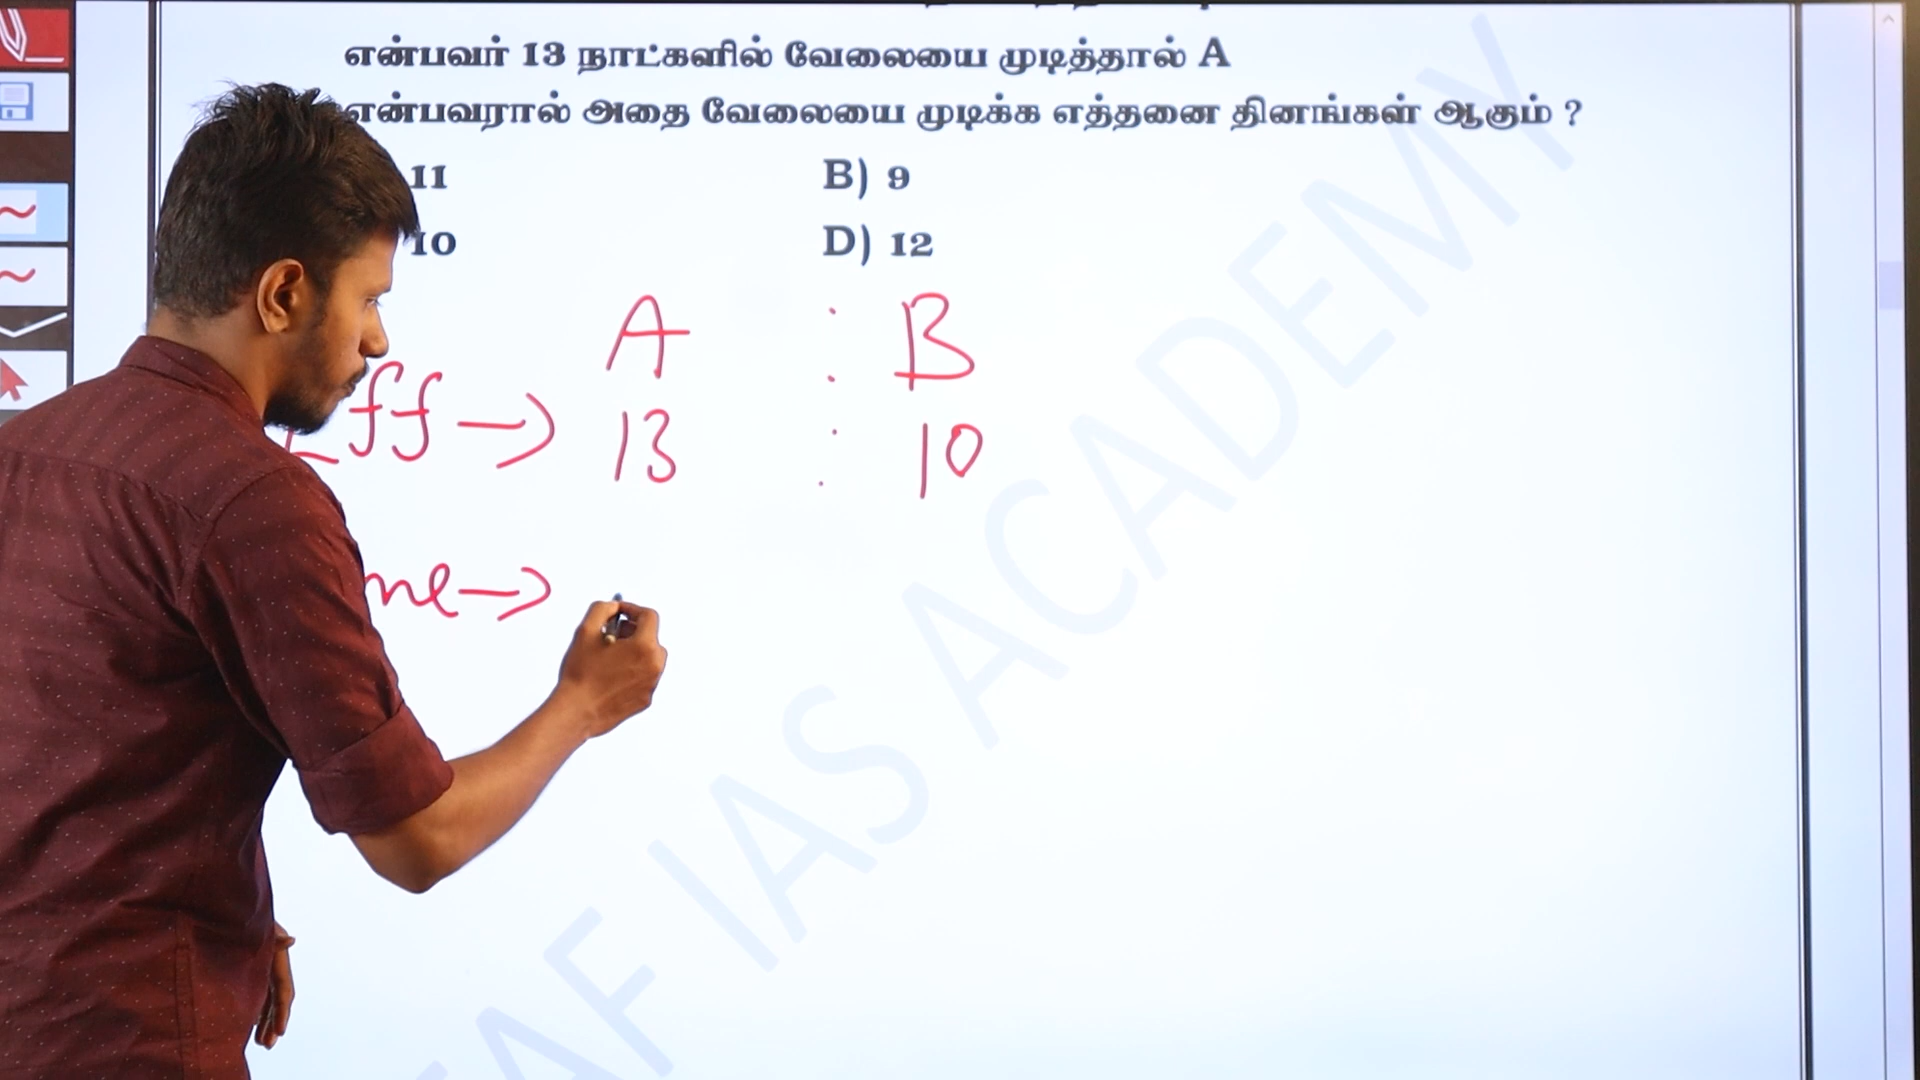 என்பவர் 13 நாட்களில் வேலையை முடித்தால் A
என்பவரால் அதை வேலையை முடிக்க எத்தனை தினங்கள் ஆகும் ?
11 B) 9
10 D) 12
A : B
ff → 13 : 10
me →
AF IAS ACADEMY